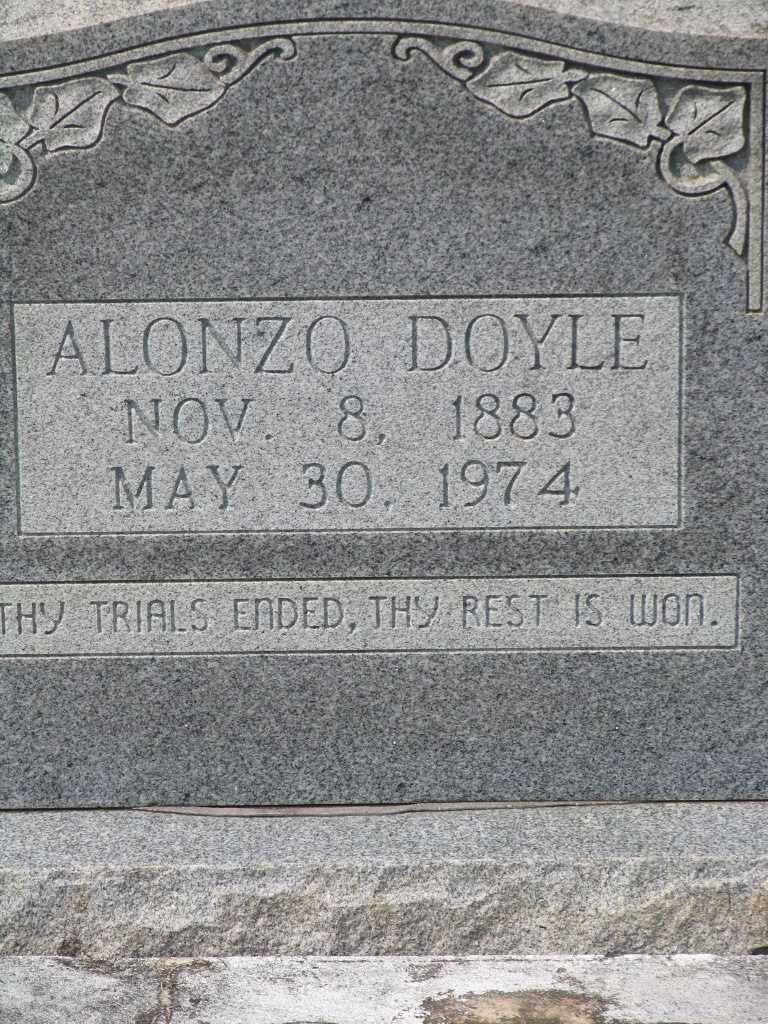 ALONZO DOYLE
NOV. 8, 1883
MAY 30, 1974
THY TRIALS ENDED, THY REST IS WON.